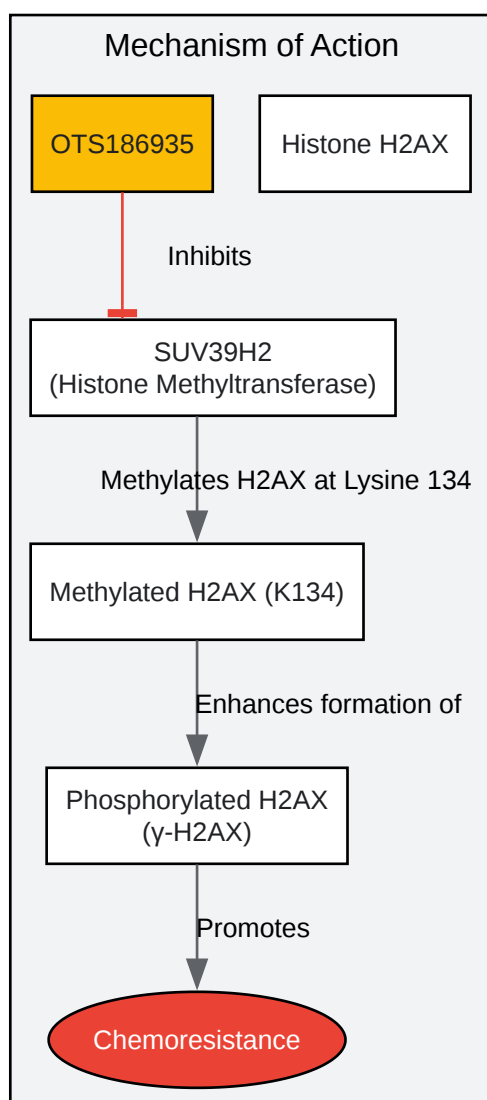 Mechanism of Action
OTS186935
Histone H2AX
Inhibits
SUV39H2
(Histone Methyltransferase)
Methylates H2AX at Lysine 134
Methylated H2AX (K134)
Enhances formation of
Phosphorylated H2AX
(γ-H2AX)
Promotes
Chemoresistance